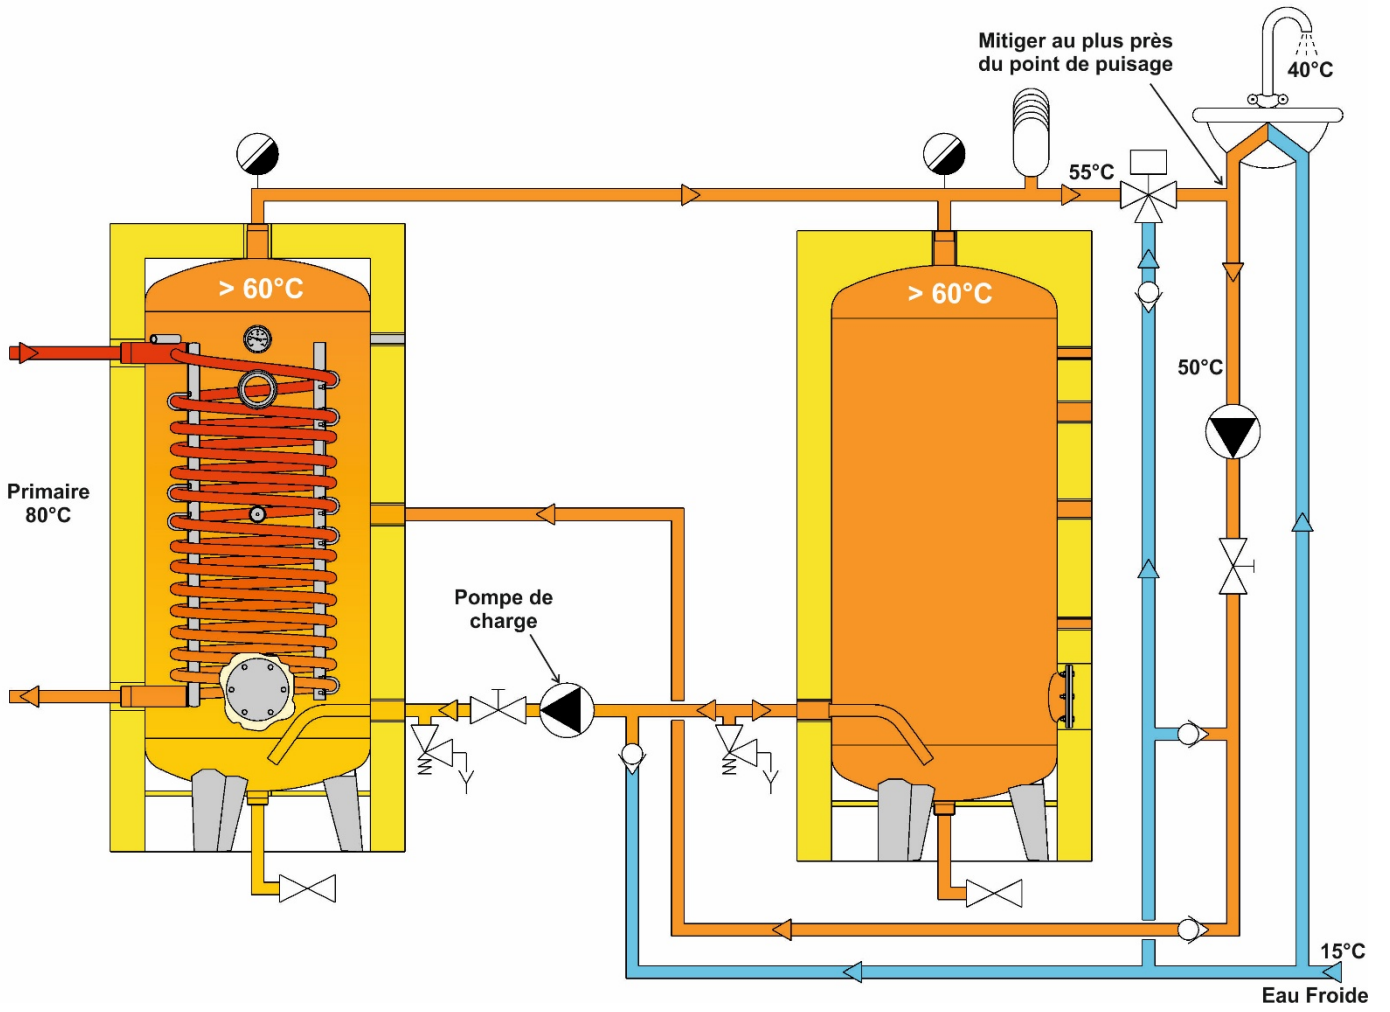 Mitiger au plus près
du point de puisage
40°C
55°C
> 60°C
> 60°C
50°C
Primaire
80°C
Pompe de
charge
15°C
Eau Froide